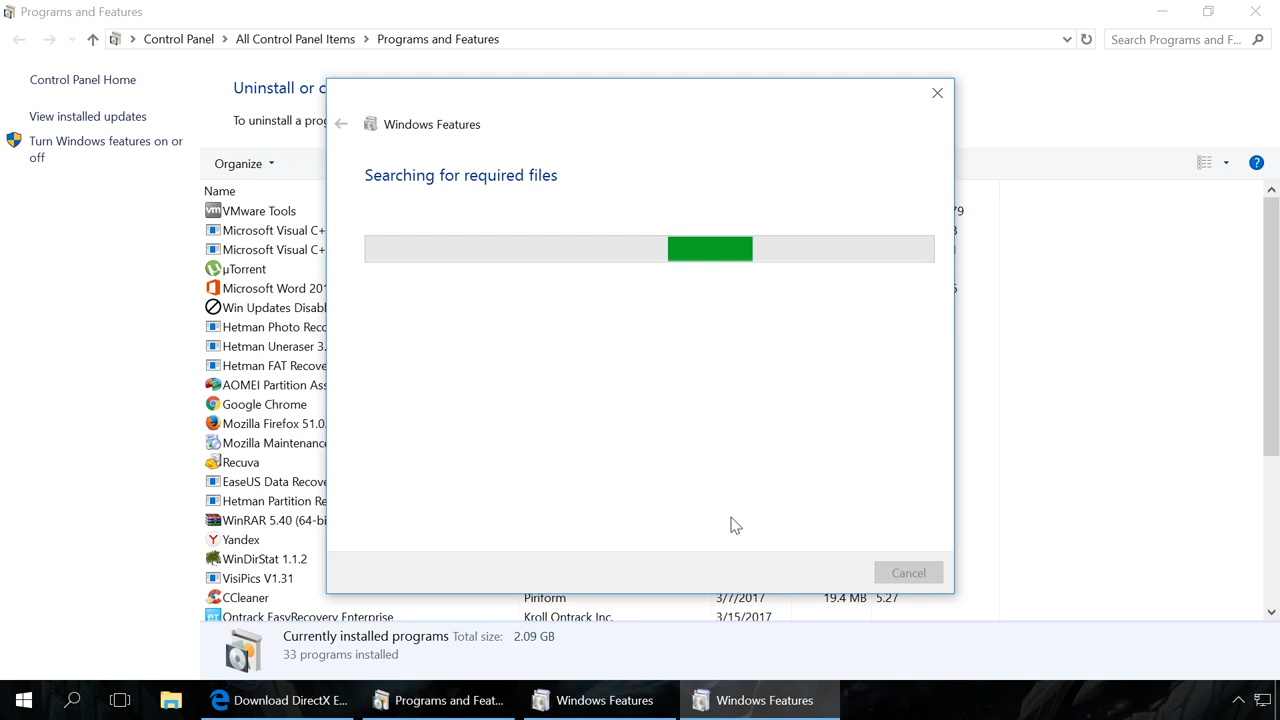 Programs and Features
Control Panel > All Control Panel Items > Programs and Features
Search Programs and F...
Control Panel Home
View installed updates
Turn Windows features on or
off
Uninstall or c
To uninstall a prog
Windows Features
Searching for required files
Cancel
Organize
Name
VMware Tools
Microsoft Visual C+
Microsoft Visual C+
µTorrent
Microsoft Word 201
Win Updates Disabl
Hetman Photo Reco
Hetman Uneraser 3.
Hetman FAT Recove
AOMEI Partition Ass
Google Chrome
Mozilla Firefox 51.0.
Mozilla Maintenance
Recuva
EaseUS Data Recove
Hetman Partition Re
WinRAR 5.40 (64-bi
Yandex
WinDirStat 1.1.2
VisiPics V1.31
CCleaner Piriform 3/7/2017 19.4 MB 5.27
Ontrack EasyRecovery Enterprise Kroll Ontrack Inc. 3/15/2017
Currently installed programs Total size: 2.09 GB
33 programs installed
Download DirectX E... Programs and Feat... Windows Features Windows Features